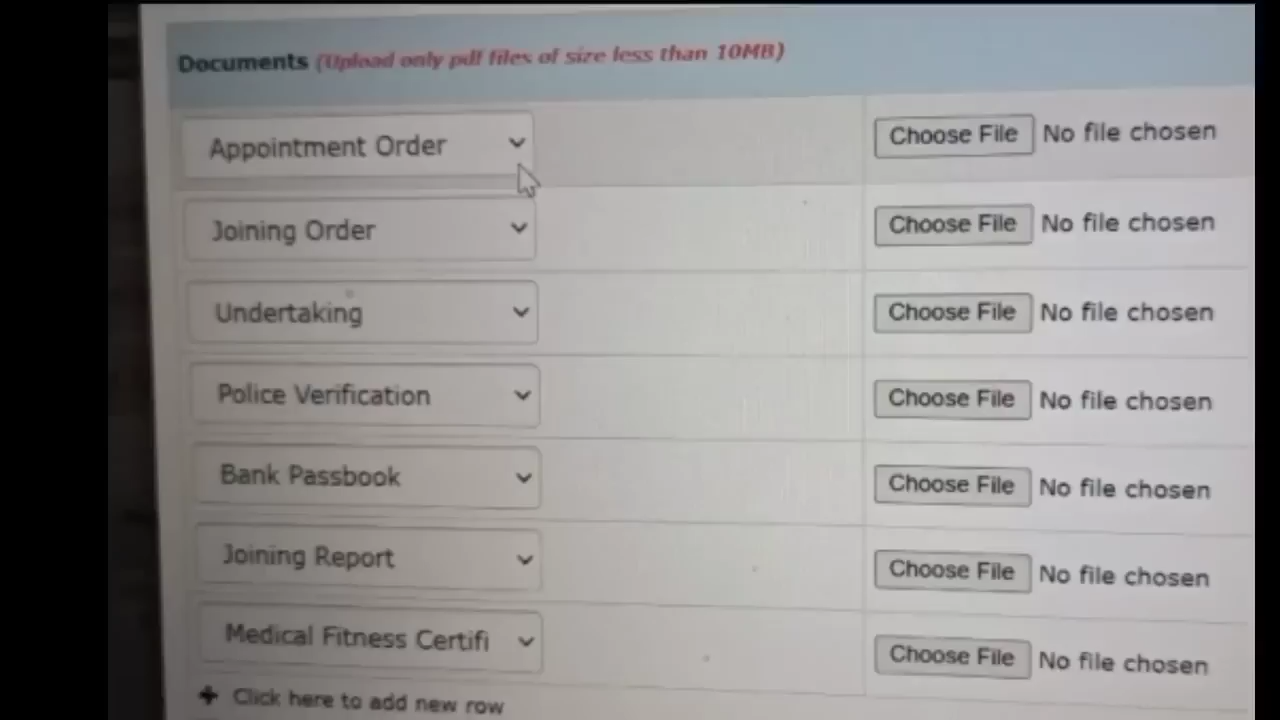 Documents (Upload only pdf files of size less than 10MB)
Appointment Order Choose File No file chosen
Joining Order Choose File No file chosen
Undertaking Choose File No file chosen
Police Verification Choose File No file chosen
Bank Passbook Choose File No file chosen
Joining Report Choose File No file chosen
Medical Fitness Certifi Choose File No file chosen
+ Click here to add new row